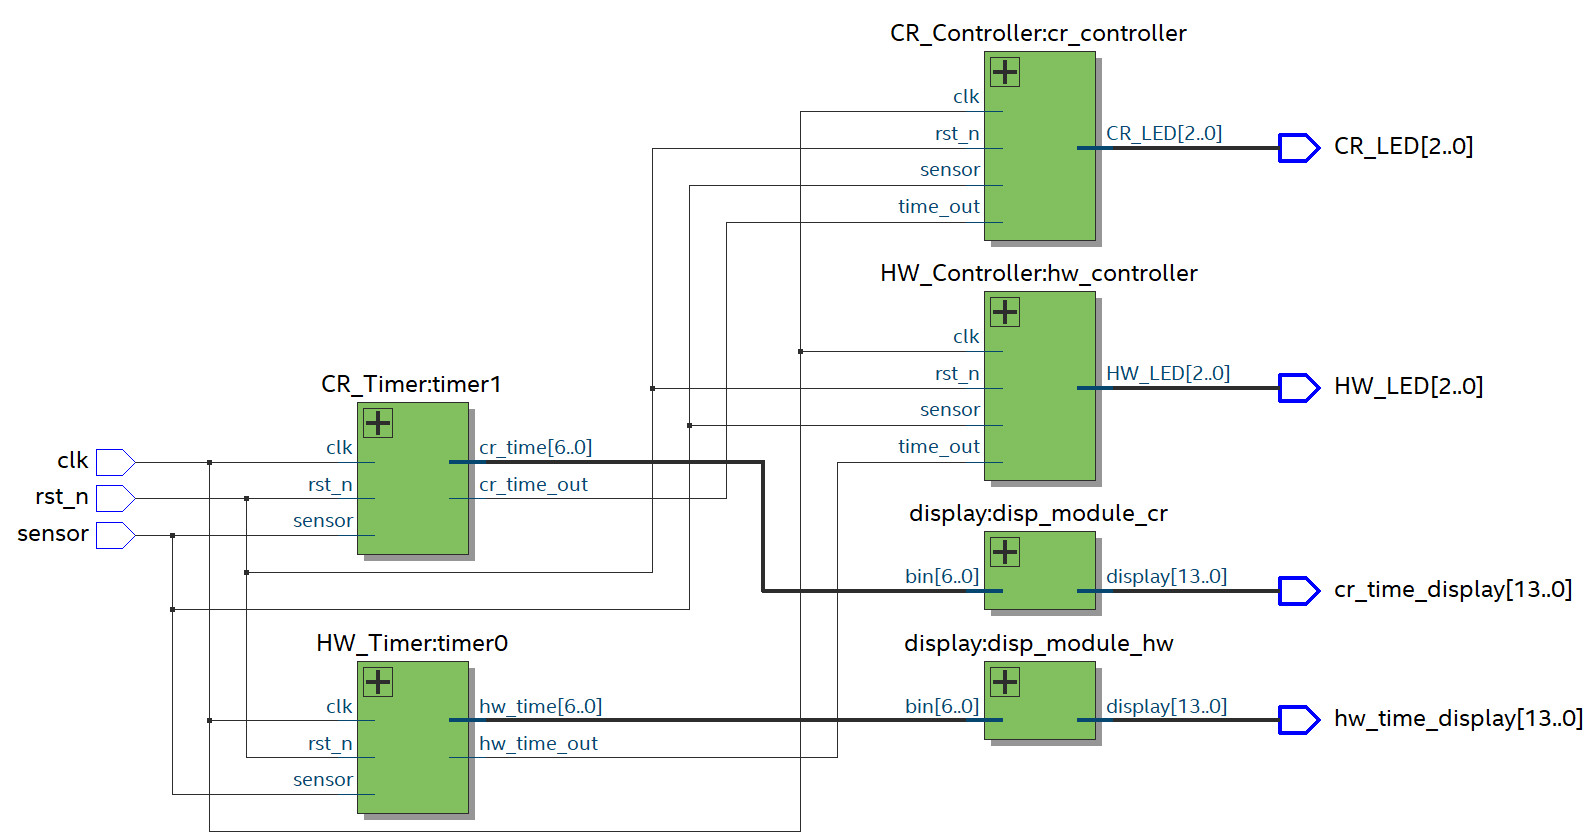 CR_Controller:cr_controller
clk
rst_n
sensor
time_out
CR_LED[2..0]
CR_LED[2..0]
HW_Controller:hw_controller
clk
rst_n
sensor
time_out
HW_LED[2..0]
HW_LED[2..0]
CR_Timer:timer1
clk
rst_n
sensor
clk
rst_n
sensor
cr_time[6..0]
cr_time_out
display:disp_module_cr
bin[6..0]
display[13..0]
cr_time_display[13..0]
HW_Timer:timer0
clk
rst_n
sensor
hw_time[6..0]
hw_time_out
display:disp_module_hw
bin[6..0]
display[13..0]
hw_time_display[13..0]